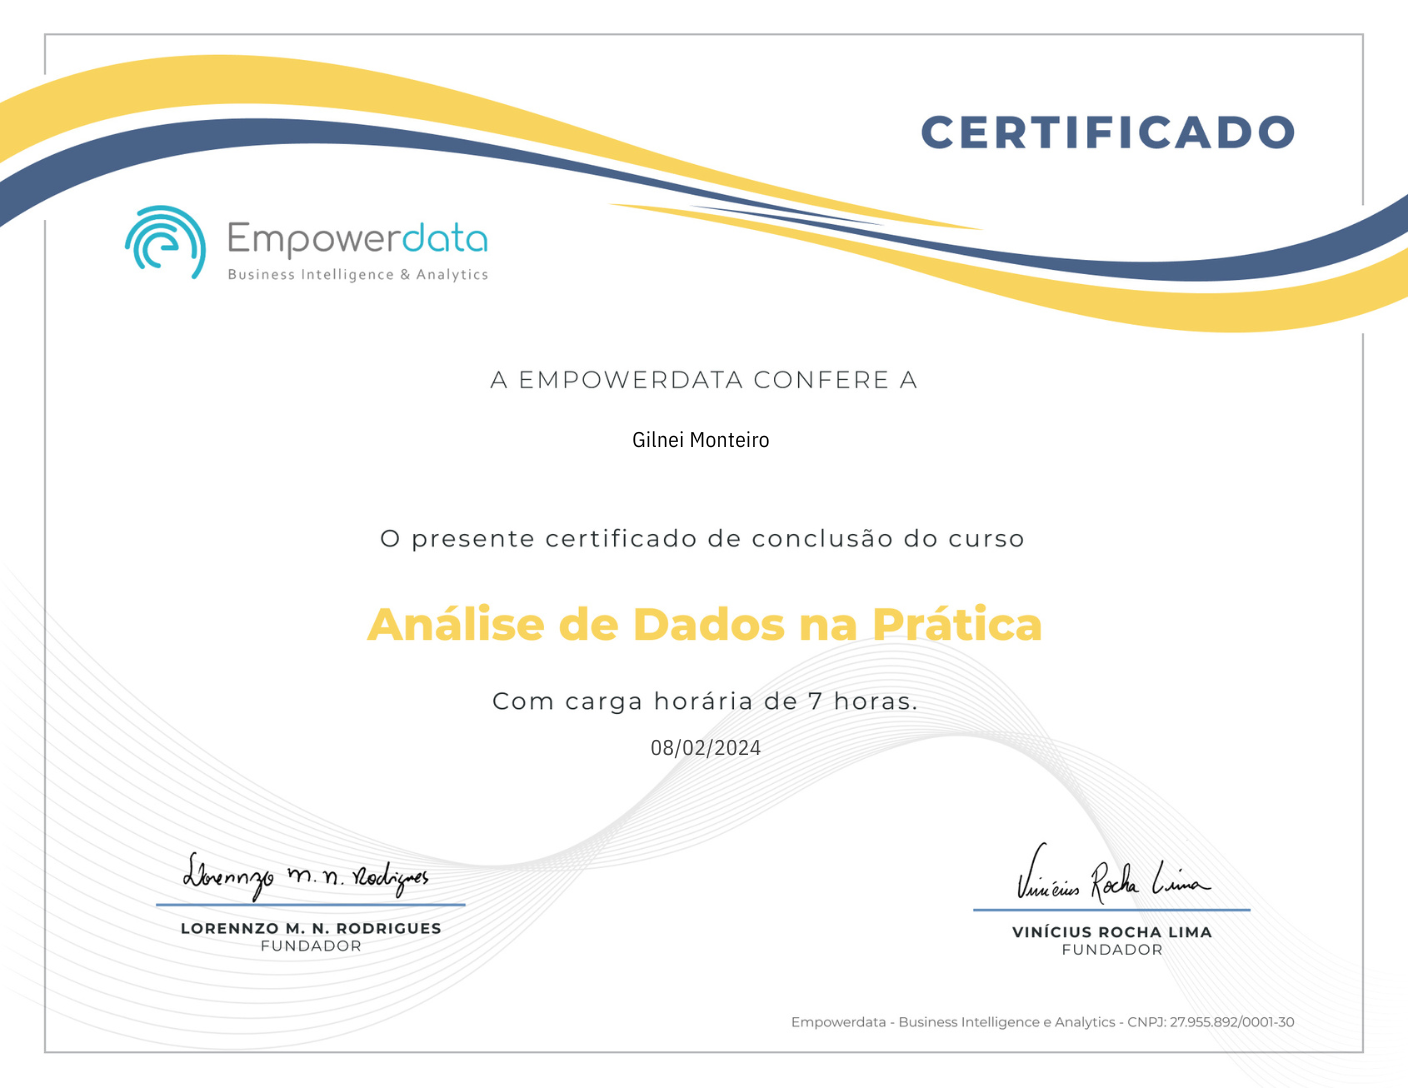 CERTIFICADO
Empowerdata
Business Intelligence & Analytics
A EMPOWERDATA CONFERE A
Gilnei Monteiro
O presente certificado de conclusão do curso
Análise de Dados na Prática
Com carga horária de 7 horas.
08/02/2024
Lorennzo M. N. Rodrigues
LORENNZO M. N. RODRIGUES
FUNDADOR
Vinícius Rocha Lima
VINÍCIUS ROCHA LIMA
FUNDADOR
Empowerdata - Business Intelligence e Analytics - CNPJ: 27.955.892/0001-30